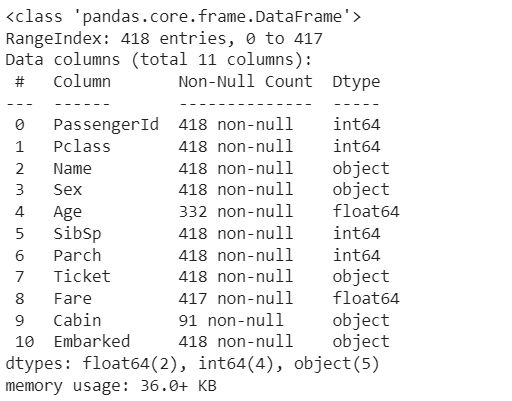 <class 'pandas.core.frame.DataFrame'>
RangeIndex: 418 entries, 0 to 417
Data columns (total 11 columns):
 #   Column       Non-Null Count  Dtype
---  ------       --------------  -----
 0   PassengerId  418 non-null    int64
 1   Pclass       418 non-null    int64
 2   Name         418 non-null    object
 3   Sex          418 non-null    object
 4   Age          332 non-null    float64
 5   SibSp        418 non-null    int64
 6   Parch        418 non-null    int64
 7   Ticket       418 non-null    object
 8   Fare         417 non-null    float64
 9   Cabin        91 non-null     object
 10  Embarked     418 non-null    object
dtypes: float64(2), int64(4), object(5)
memory usage: 36.0+ KB